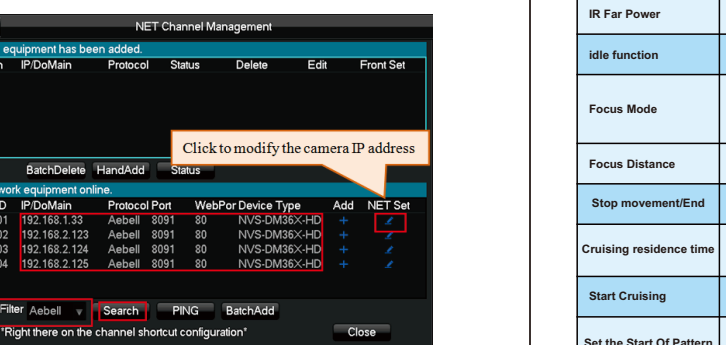 NET Channel Management
equipment has been added.
IP/DoMain Protocol Status Delete Edit Front Set
Click to modify the camera IP address
BatchDelete HandAdd Status
work equipment online.
D IP/DoMain Protocol Port WebPor Device Type Add NET Set
01 192.168.1.33 Aebell 8091 80 NVS-DM36X-HD +
02 192.168.2.123 Aebell 8091 80 NVS-DM36X-HD +
03 192.168.2.124 Aebell 8091 80 NVS-DM36X-HD +
04 192.168.2.125 Aebell 8091 80 NVS-DM36X-HD +
Filter Aebell Search PING BatchAdd
"Right there on the channel shortcut configuration" Close
IR Far Power
idle function
Focus Mode
Focus Distance
Stop movement/End
Cruising residence time
Start Cruising
Set the Start Of Pattern